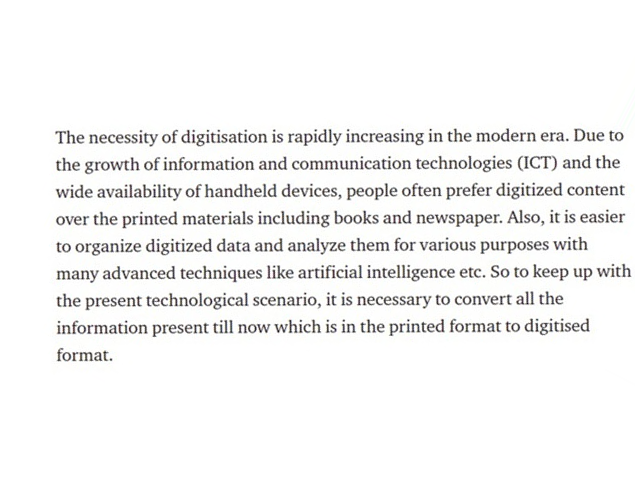 The necessity of digitisation is rapidly increasing in the modern era. Due to
the growth of information and communication technologies (ICT) and the
wide availability of handheld devices, people often prefer digitized content
over the printed materials including books and newspaper. Also, it is easier
to organize digitized data and analyze them for various purposes with
many advanced techniques like artificial intelligence etc. So to keep up with
the present technological scenario, it is necessary to convert all the
information present till now which is in the printed format to digitised
format.